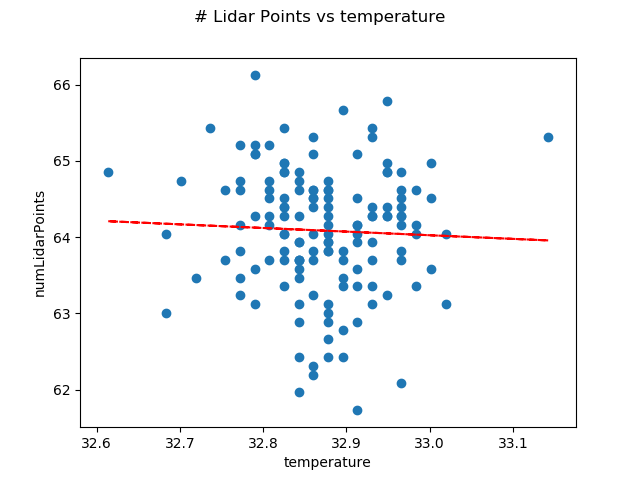 # Lidar Points vs temperature
66
65
64
63
62
numLidarPoints
32.6 32.7 32.8 32.9 33.0 33.1
temperature